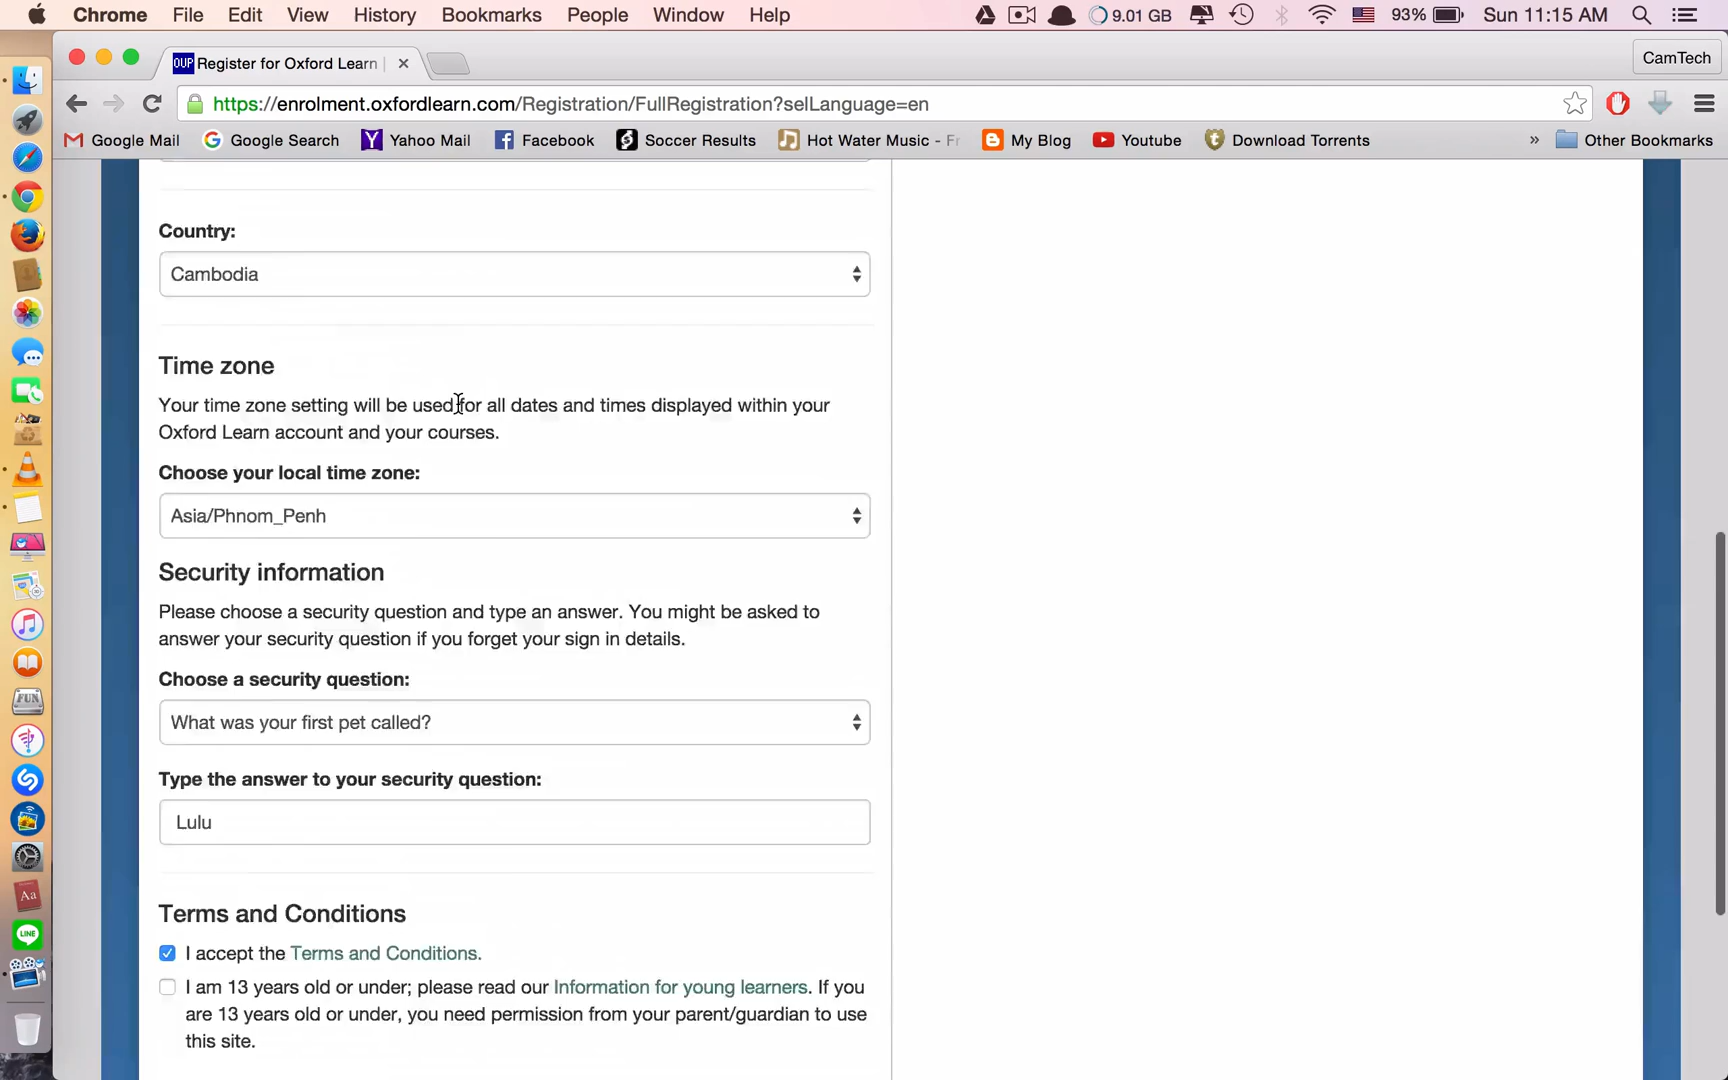 Chrome File Edit View History Bookmarks People Window Help 9.01 GB 93% Sun 11:15 AM
OUP Register for Oxford Learn | CamTech
https://enrolment.oxfordlearn.com/Registration/FullRegistration?selLanguage=en
Google Mail Google Search Yahoo Mail Facebook Soccer Results Hot Water Music - Fr My Blog Youtube Download Torrents » Other Bookmarks
Country:
Cambodia
Time zone
Your time zone setting will be used for all dates and times displayed within your
Oxford Learn account and your courses.
Choose your local time zone:
Asia/Phnom_Penh
Security information
Please choose a security question and type an answer. You might be asked to
answer your security question if you forget your sign in details.
Choose a security question:
What was your first pet called?
Type the answer to your security question:
Lulu
Terms and Conditions
I accept the Terms and Conditions.
I am 13 years old or under; please read our Information for young learners. If you
are 13 years old or under, you need permission from your parent/guardian to use
this site.
FUN
Aa
LINE